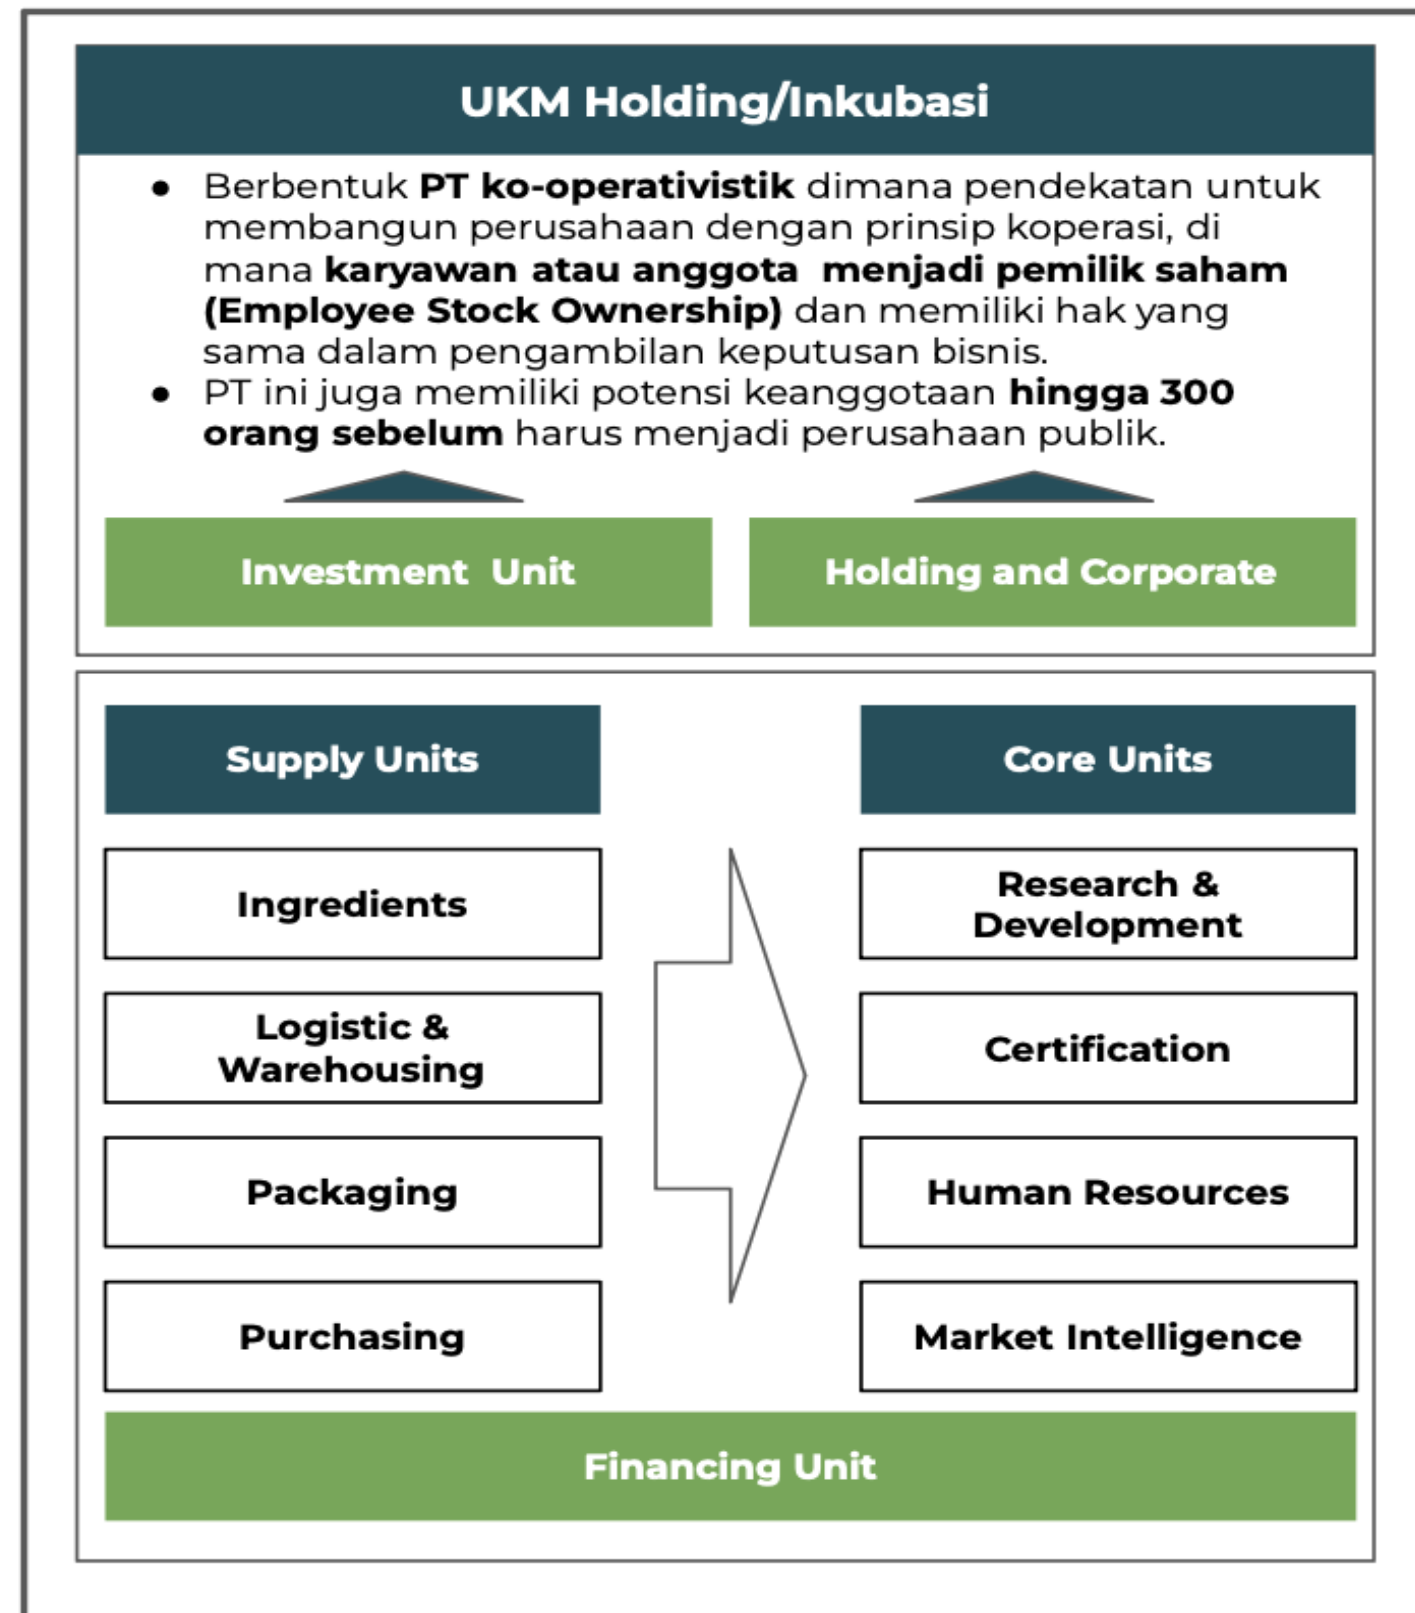 UKM Holding/Inkubasi
● Berbentuk PT ko-operativistik dimana pendekatan untuk
membangun perusahaan dengan prinsip koperasi, di
mana karyawan atau anggota  menjadi pemilik saham
(Employee Stock Ownership) dan memiliki hak yang
sama dalam pengambilan keputusan bisnis.
● PT ini juga memiliki potensi keanggotaan hingga 300
orang sebelum harus menjadi perusahaan publik.
Investment  Unit
Holding and Corporate
Supply Units
Ingredients
Logistic &
Warehousing
Packaging
Purchasing
Core Units
Research &
Development
Certification
Human Resources
Market Intelligence
Financing Unit